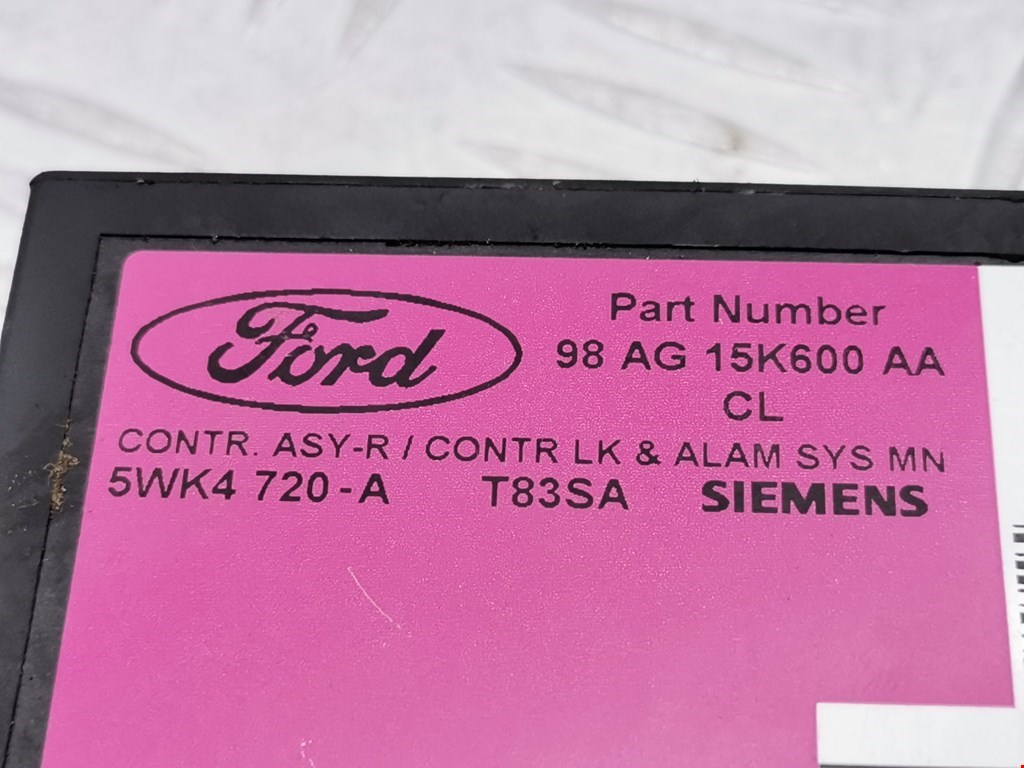 Ford
Part Number
98 AG 15K600 AA
CL
CONTR. ASY-R / CONTR LK & ALAM SYS MN
5WK4 720-A T83SA SIEMENS